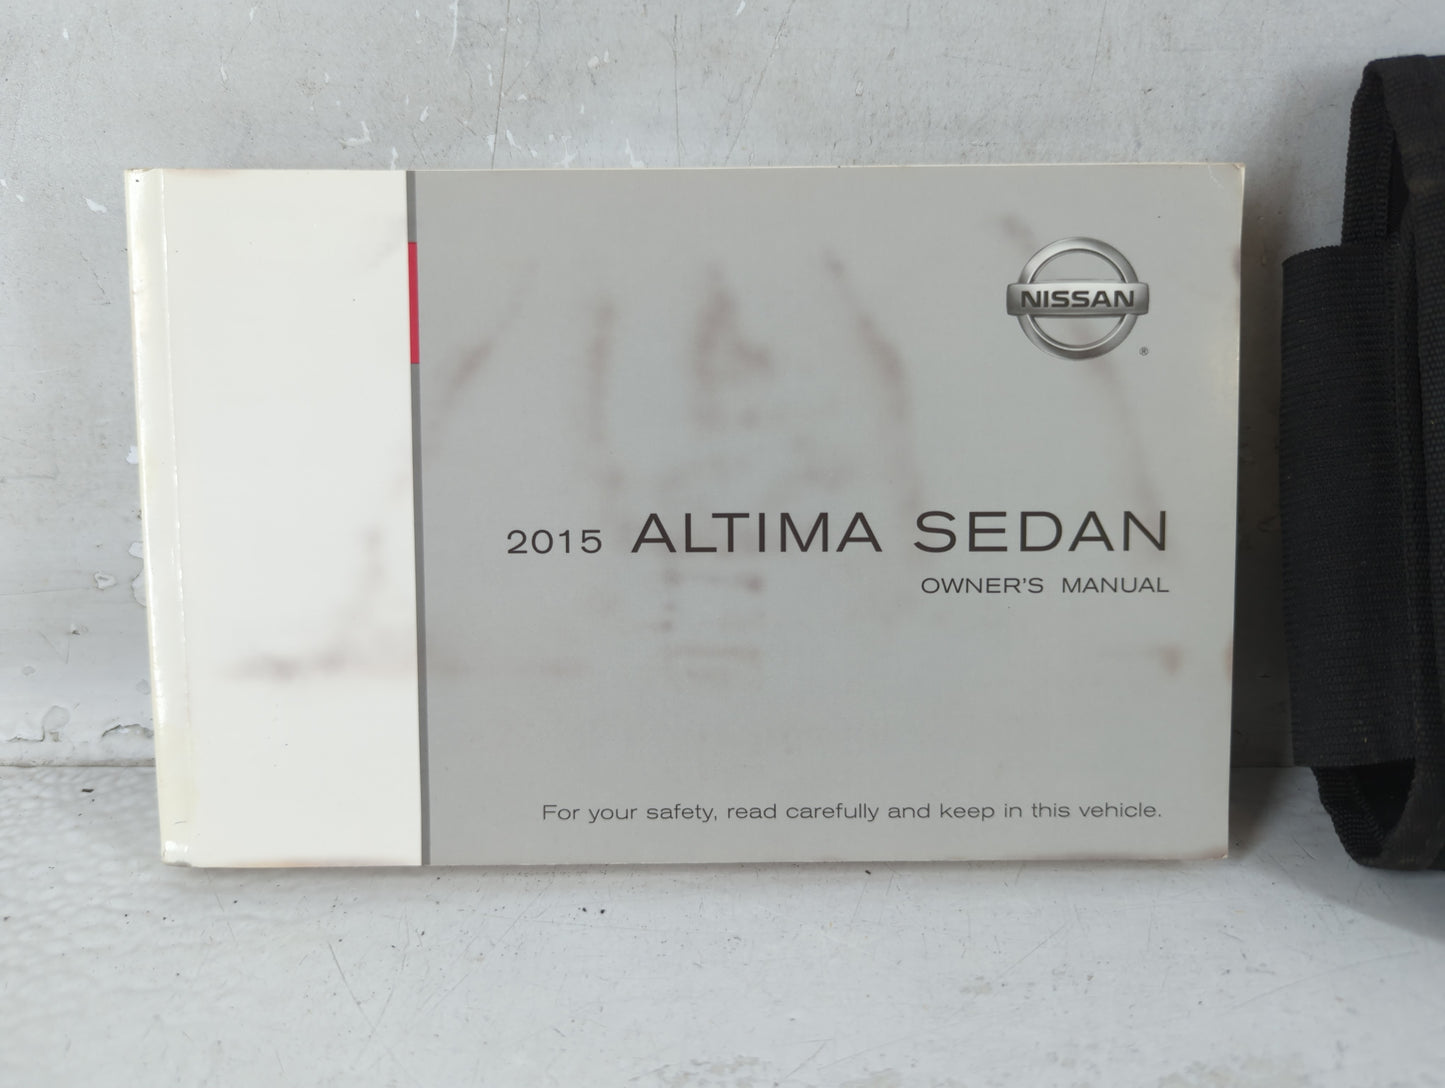 NISSAN
®
2015 ALTIMA SEDAN
OWNER'S MANUAL
For your safety, read carefully and keep in this vehicle.